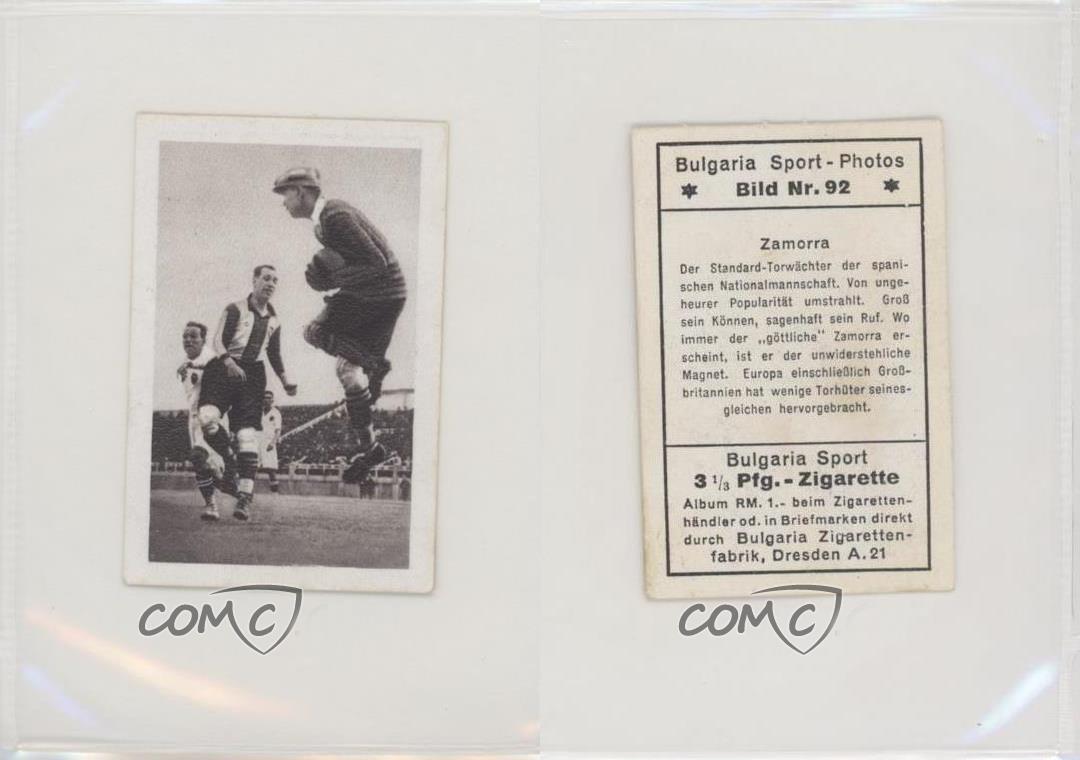 COMC
Bulgaria Sport - Photos
Bild Nr. 92
Zamorra
Der Standard-Torwächter der spani-
schen Nationalmannschaft. Von unge-
heurer Popularität umstrahlt. Groß
sein Können, sagenhaft sein Ruf. Wo
immer der „göttliche" Zamorra er-
scheint, ist er der unwiderstehliche
Magnet. Europa einschließlich Groß-
britannien hat wenige Torhüter seines-
gleichen hervorgebracht.
Bulgaria Sport
3 1/3 Pfg. - Zigarette
Album RM. 1.- beim Zigaretten-
händler od. in Briefmarken direkt
durch Bulgaria Zigaretten-
fabrik, Dresden A. 21
COMC